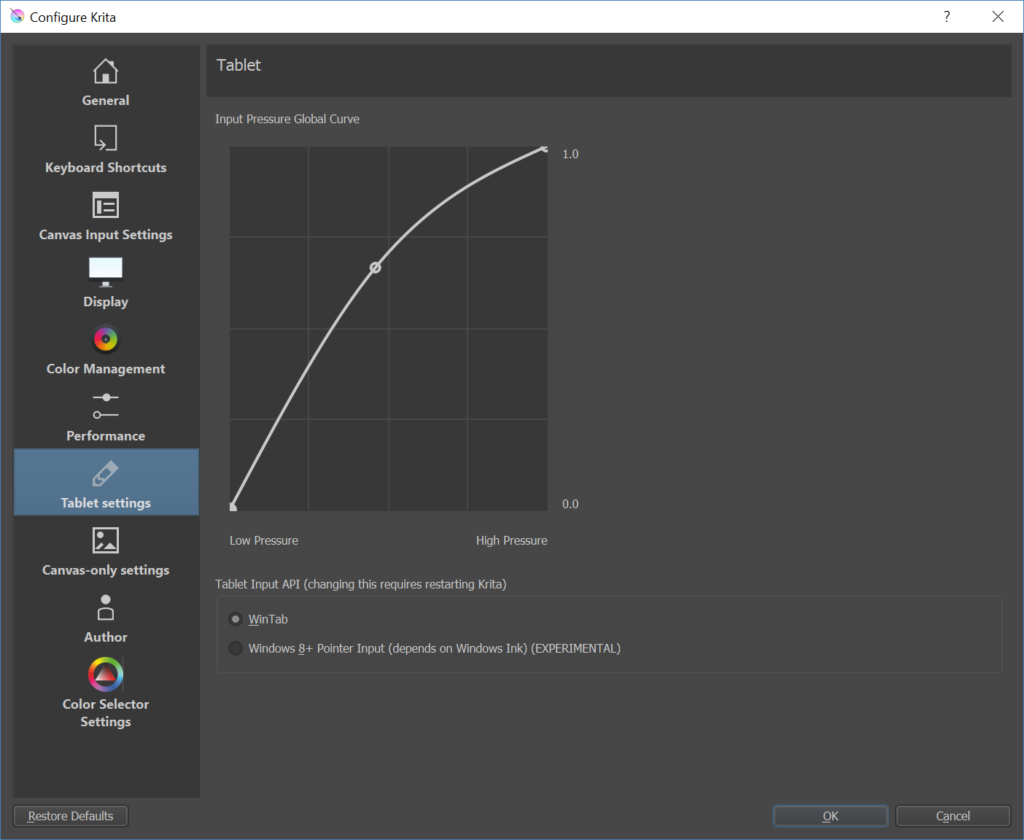 Configure Krita
?
General
Keyboard Shortcuts
Canvas Input Settings
Display
Color Management
Performance
Tablet settings
Canvas-only settings
Author
Color Selector
Settings
Tablet
Input Pressure Global Curve
1.0
0.0
Low Pressure High Pressure
Tablet Input API (changing this requires restarting Krita)
WinTab
Windows 8+ Pointer Input (depends on Windows Ink) (EXPERIMENTAL)
Restore Defaults
OK
Cancel